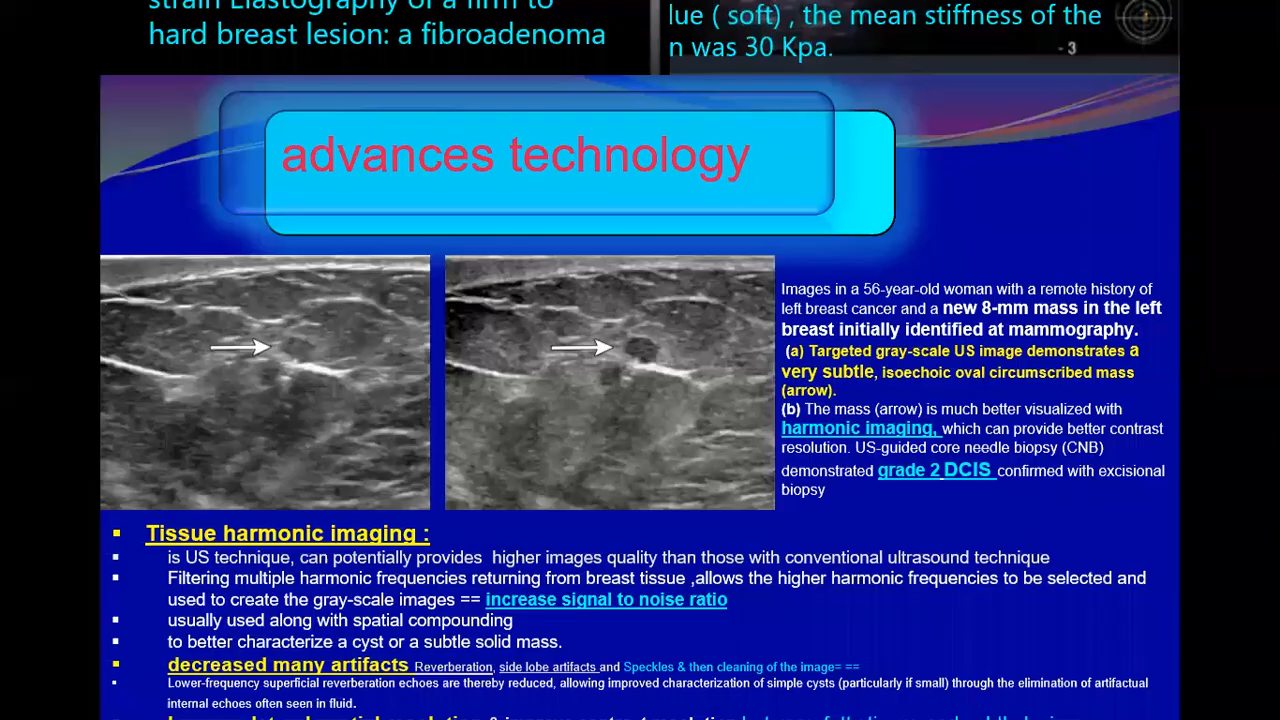 strain Elastography of a firm to
hard breast lesion: a fibroadenoma
lue ( soft) , the mean stiffness of the
n was 30 Kpa.
- 3
advances technology
Images in a 56-year-old woman with a remote history of
left breast cancer and a new 8-mm mass in the left
breast initially identified at mammography.
(a) Targeted gray-scale US image demonstrates a
very subtle, isoechoic oval circumscribed mass
(arrow).
(b) The mass (arrow) is much better visualized with
harmonic imaging, which can provide better contrast
resolution. US-guided core needle biopsy (CNB)
demonstrated grade 2 DCIS confirmed with excisional
biopsy
Tissue harmonic imaging :
is US technique, can potentially provides higher images quality than those with conventional ultrasound technique
Filtering multiple harmonic frequencies returning from breast tissue ,allows the higher harmonic frequencies to be selected and
used to create the gray-scale images == increase signal to noise ratio
usually used along with spatial compounding
to better characterize a cyst or a subtle solid mass.
decreased many artifacts Reverberation, side lobe artifacts and Speckles & then cleaning of the image= ==
Lower-frequency superficial reverberation echoes are thereby reduced, allowing improved characterization of simple cysts (particularly if small) through the elimination of artifactual
internal echoes often seen in fluid.